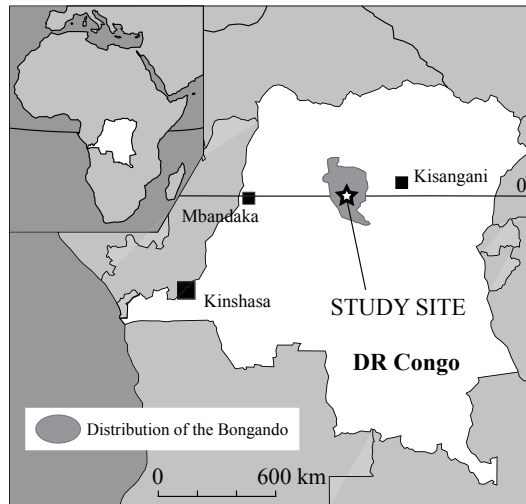 Kisangani
0
Mbandaka
Kinshasa
STUDY SITE
DR Congo
Distribution of the Bongando
0 600 km